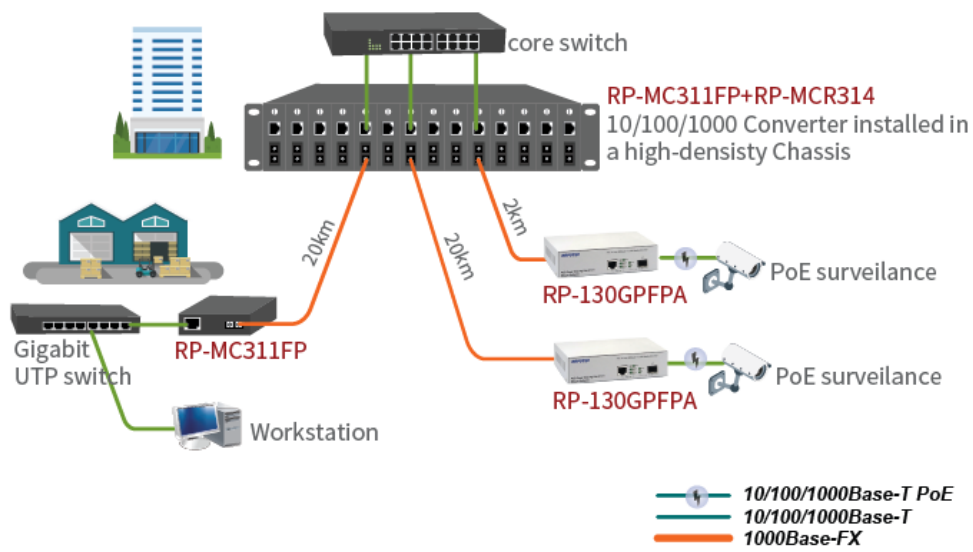 core switch
RP-MC311FP+RP-MCR314
10/100/1000 Converter installed in
a high-densisty Chassis
20km
20km
2km
RP-130GPFPA
PoE surveilance
Gigabit
UTP switch
RP-MC311FP
RP-130GPFPA
PoE surveilance
Workstation
10/100/1000Base-T PoE
10/100/1000Base-T
1000Base-FX